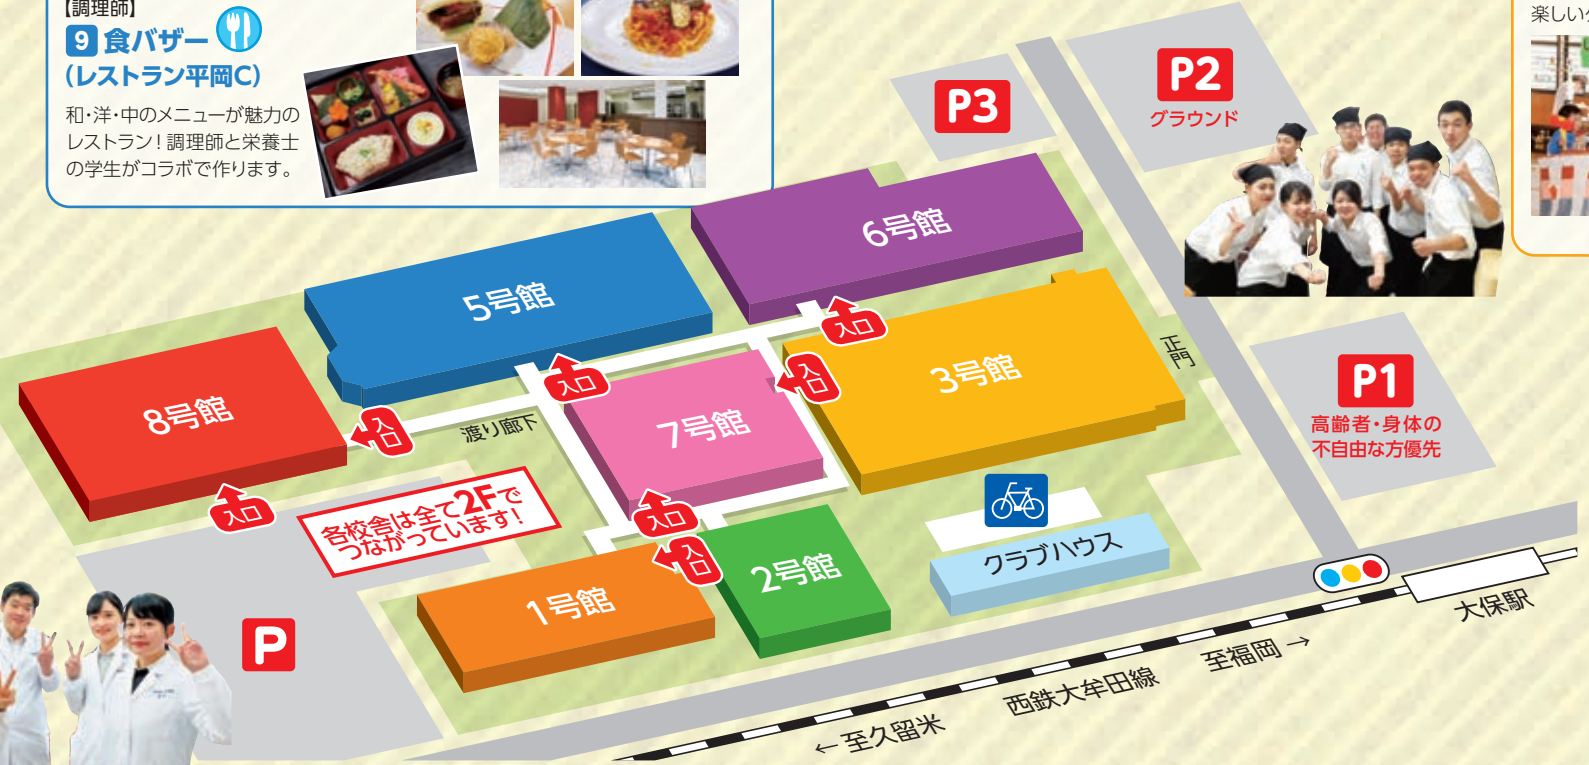 【調理師】
9 食バザー
(レストラン平岡C)
和・洋・中のメニューが魅力の
レストラン!調理師と栄養士
の学生がコラボで作ります。
P3
P2
グラウンド
6号館
5号館
入口
3号館
正門
入口
8号館
入口
7号館
P1
高齢者・身体の
不自由な方優先
入口
渡り廊下
入口
各校舎は全て2Fで
つながっています!
入口
クラブハウス
入口
2号館
1号館
P
大保駅
至福岡→
西鉄大牟田線
←至久留米